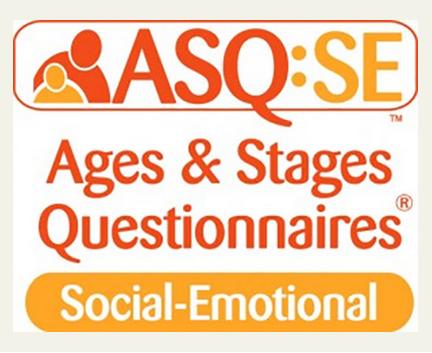 ASQ:SE
™
Ages & Stages
Questionnaires®
Social-Emotional